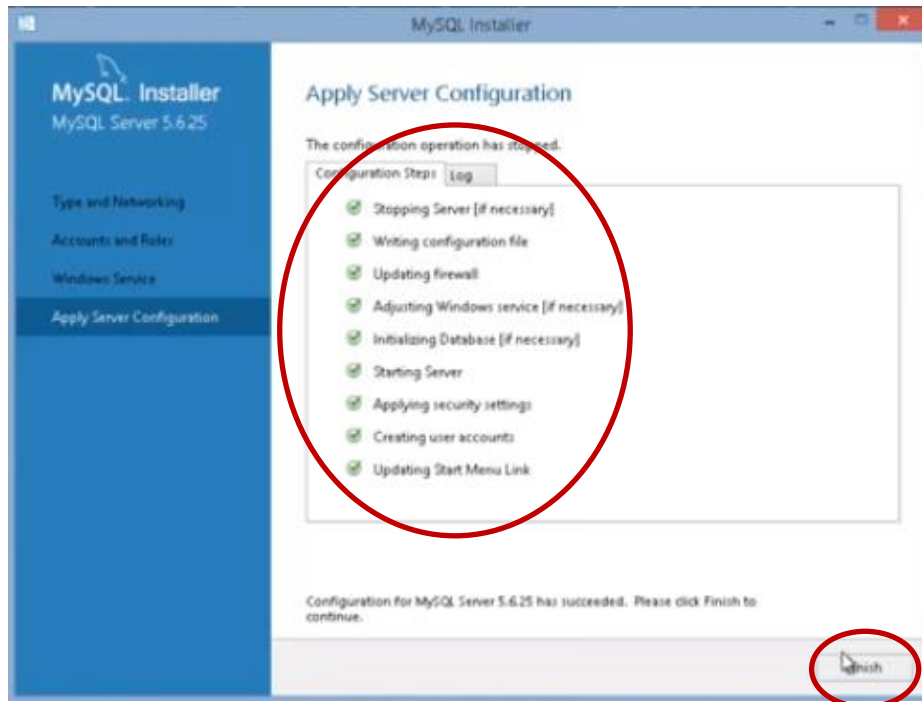 MySQL Installer
MySQL. Installer
MySQL Server 5.6.25
Type and Networking
Accounts and Roles
Windows Service
Apply Server Configuration
Apply Server Configuration
The configuration operation has stopped.
Configuration Steps Log
Stopping Server [if necessary]
Writing configuration file
Updating firewall
Adjusting Windows service [if necessary]
Initializing Database [if necessary]
Starting Server
Applying security settings
Creating user accounts
Updating Start Menu Link
Configuration for MySQL Server 5.6.25 has succeeded. Please click Finish to
continue.
Finish